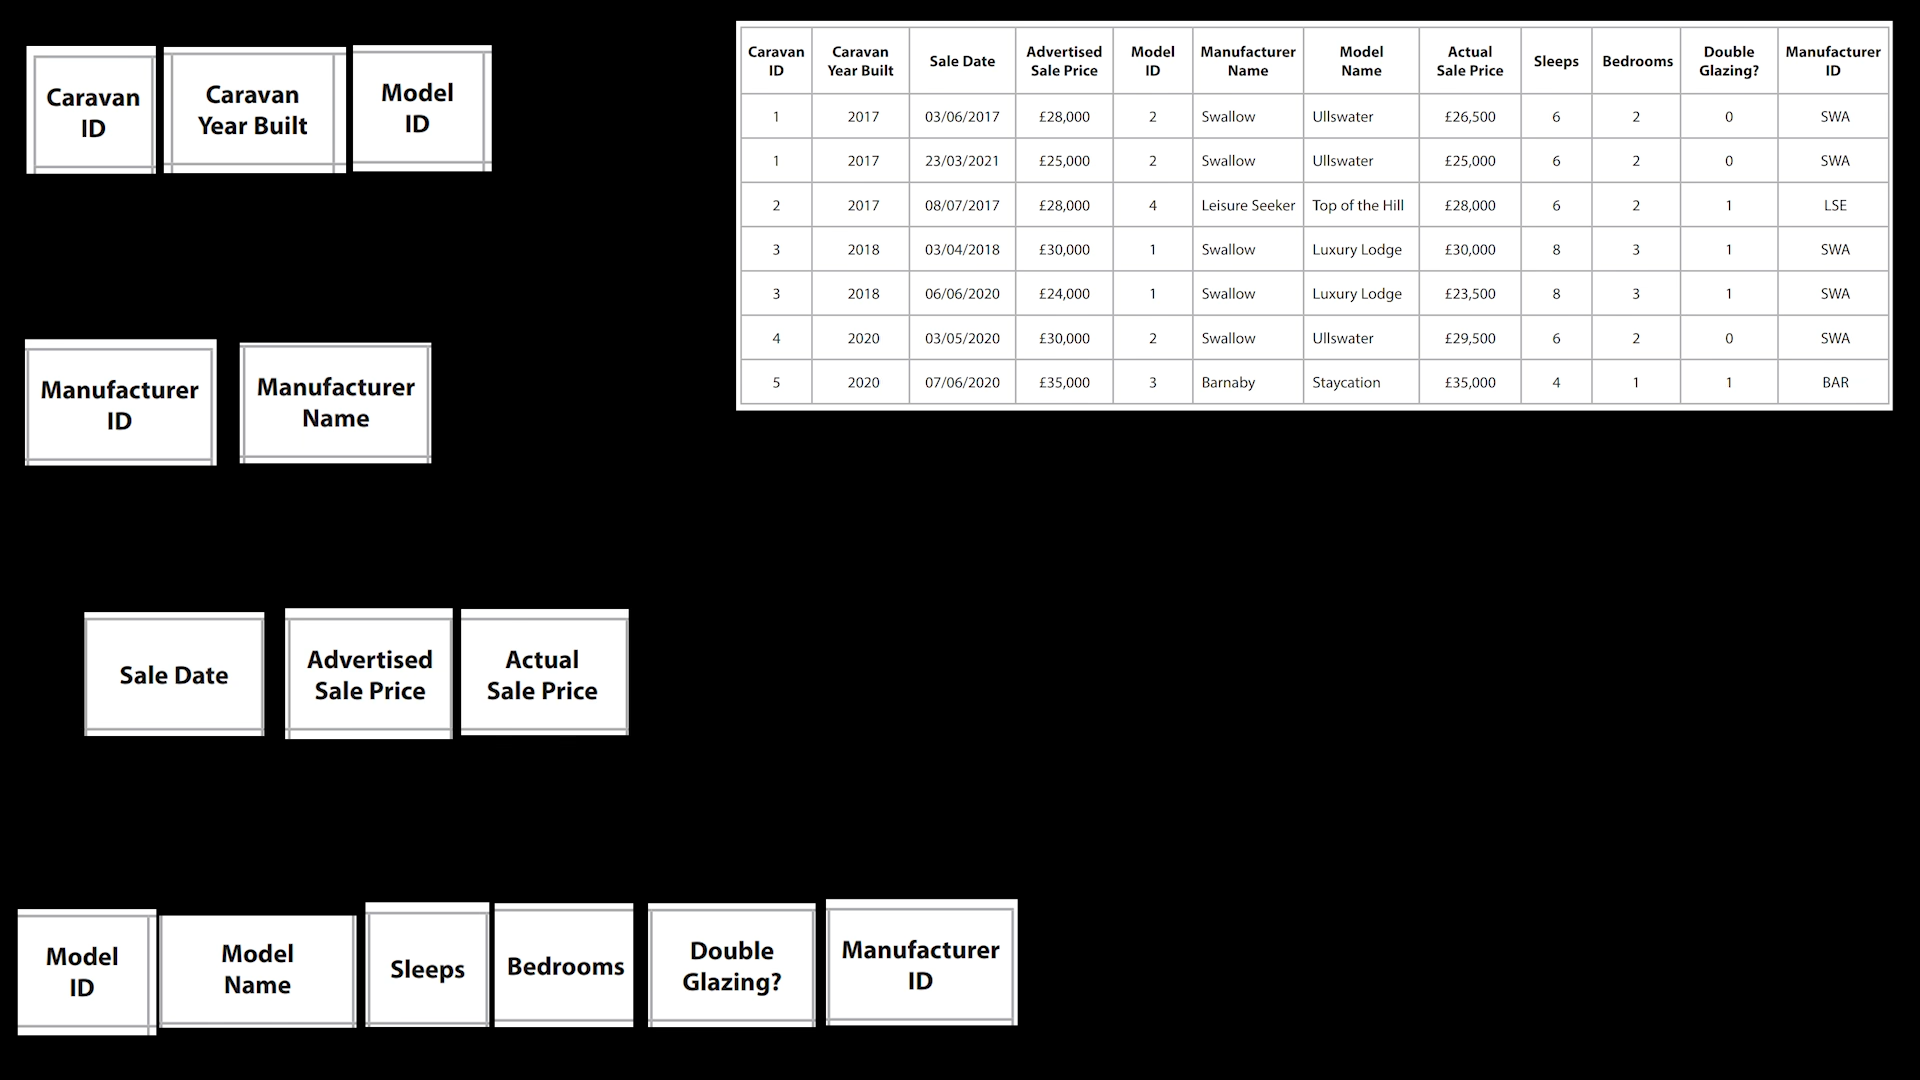 Caravan ID | Caravan Year Built | Model ID
Manufacturer ID | Manufacturer Name
Sale Date | Advertised Sale Price | Actual Sale Price
Model ID | Model Name | Sleeps | Bedrooms | Double Glazing? | Manufacturer ID
Caravan ID | Caravan Year Built | Sale Date | Advertised Sale Price | Model ID | Manufacturer Name | Model Name | Actual Sale Price | Sleeps | Bedrooms | Double Glazing? | Manufacturer ID
1 | 2017 | 03/06/2017 | £28,000 | 2 | Swallow | Ullswater | £26,500 | 6 | 2 | 0 | SWA
1 | 2017 | 23/03/2021 | £25,000 | 2 | Swallow | Ullswater | £25,000 | 6 | 2 | 0 | SWA
2 | 2017 | 08/07/2017 | £28,000 | 4 | Leisure Seeker | Top of the Hill | £28,000 | 6 | 2 | 1 | LSE
3 | 2018 | 03/04/2018 | £30,000 | 1 | Swallow | Luxury Lodge | £30,000 | 8 | 3 | 1 | SWA
3 | 2018 | 06/06/2020 | £24,000 | 1 | Swallow | Luxury Lodge | £23,500 | 8 | 3 | 1 | SWA
4 | 2020 | 03/05/2020 | £30,000 | 2 | Swallow | Ullswater | £29,500 | 6 | 2 | 0 | SWA
5 | 2020 | 07/06/2020 | £35,000 | 3 | Barnaby | Staycation | £35,000 | 4 | 1 | 1 | BAR